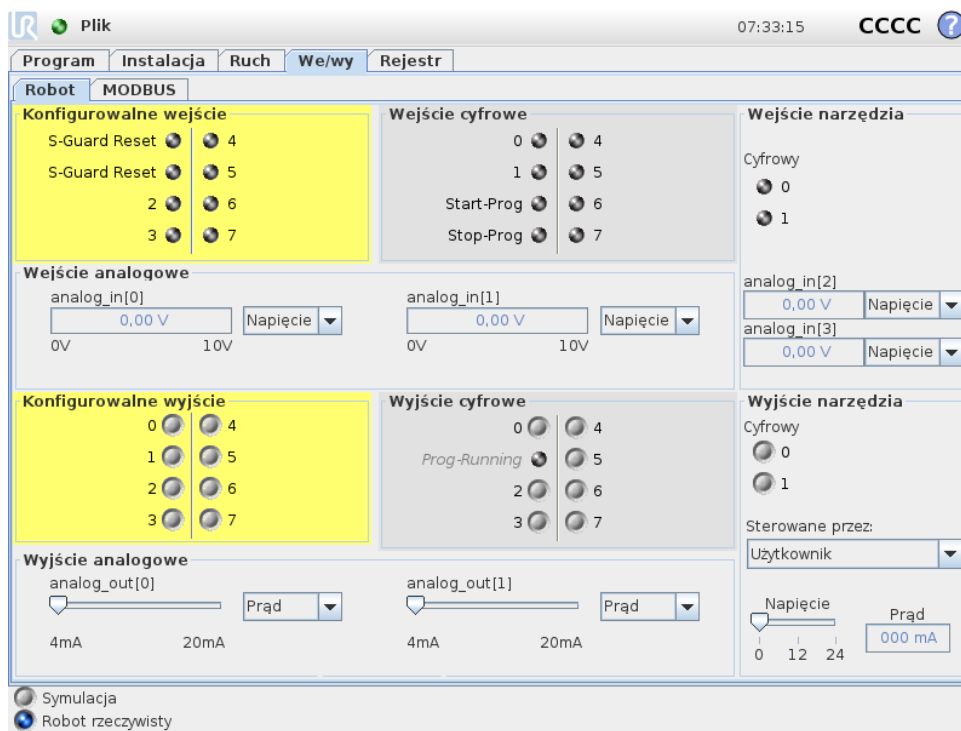 UR Plik 07:33:15 CCCC ?
Program Instalacja Ruch We/wy Rejestr
Robot MODBUS
Konfigurowalne wejście
S-Guard Reset 4
S-Guard Reset 5
2 6
3 7
Wejście cyfrowe
0 4
1 5
Start-Prog 6
Stop-Prog 7
Wejście narzędzia
Cyfrowy
0
1
analog_in[2]
0,00 V Napięcie
analog_in[3]
0,00 V Napięcie
Wejście analogowe
analog_in[0]
0,00 V Napięcie
0V 10V
analog_in[1]
0,00 V Napięcie
0V 10V
Konfigurowalne wyjście
0 4
1 5
2 6
3 7
Wyjście cyfrowe
0 4
Prog-Running 5
2 6
3 7
Wyjście narzędzia
Cyfrowy
0
1
Sterowane przez:
Użytkownik
Napięcie
0 12 24
Prąd
000 mA
Wyjście analogowe
analog_out[0]
Prąd
4mA 20mA
analog_out[1]
Prąd
4mA 20mA
Symulacja
Robot rzeczywisty